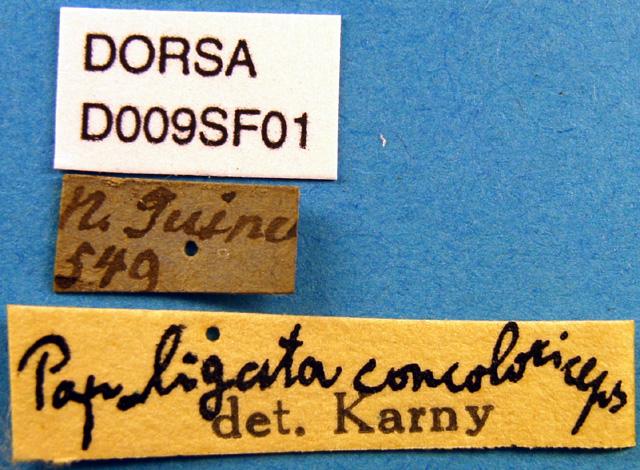 DORSA
D009SF01
N. Guinea
549
Pap. ligata concoloriceps
det. Karny